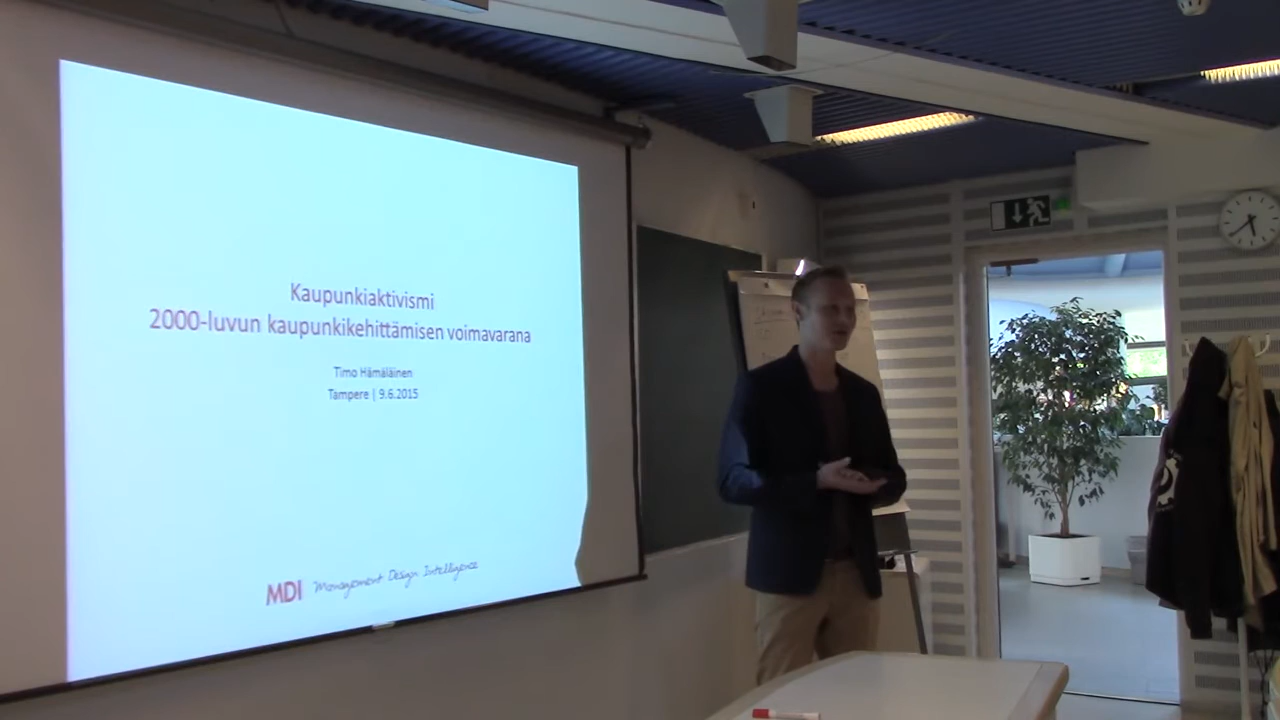 Kaupunkiaktivismi
2000-luvun kaupunkikehittämisen voimavarana
Timo Hämäläinen
Tampere | 9.6.2015
MDI Management Design Intelligence